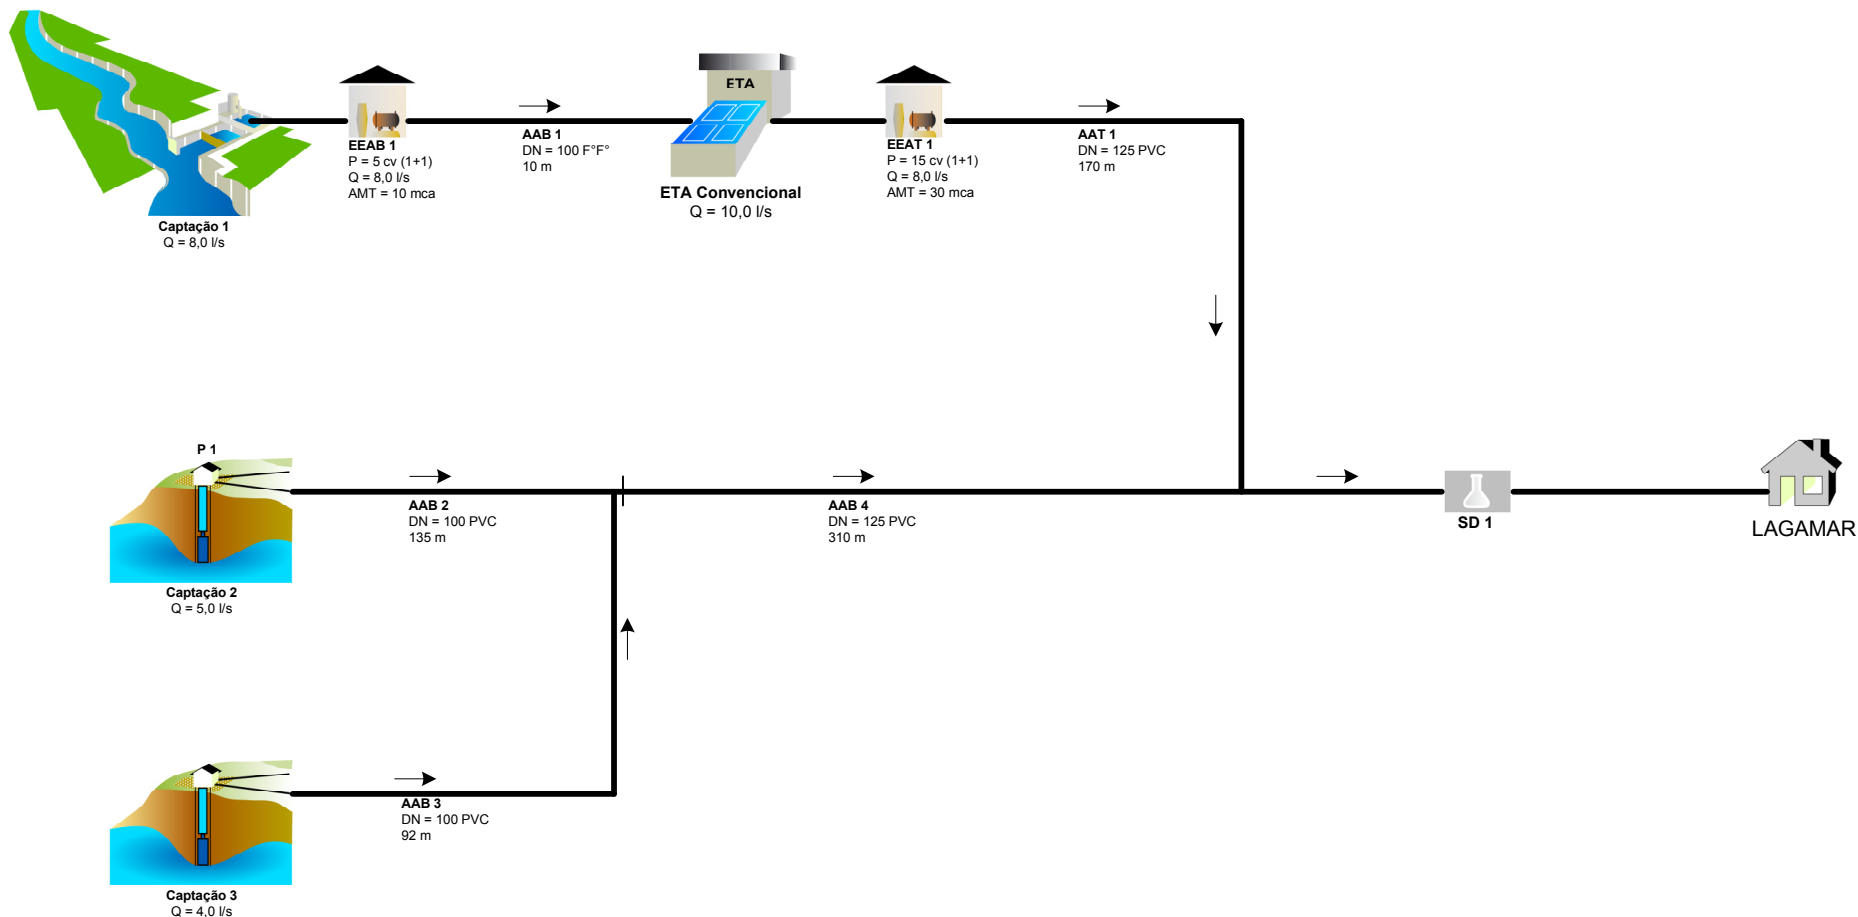 ETA
EEAB 1
P = 5 cv (1+1)
Q = 8,0 l/s
AMT = 10 mca
AAB 1
DN = 100 F°F°
10 m
ETA Convencional
Q = 10,0 l/s
EEAT 1
P = 15 cv (1+1)
Q = 8,0 l/s
AMT = 30 mca
AAT 1
DN = 125 PVC
170 m
Captação 1
Q = 8,0 l/s
P 1
AAB 2
DN = 100 PVC
135 m
AAB 4
DN = 125 PVC
310 m
SD 1
LAGAMAR
Captação 2
Q = 5,0 l/s
AAB 3
DN = 100 PVC
92 m
Captação 3
Q = 4,0 l/s